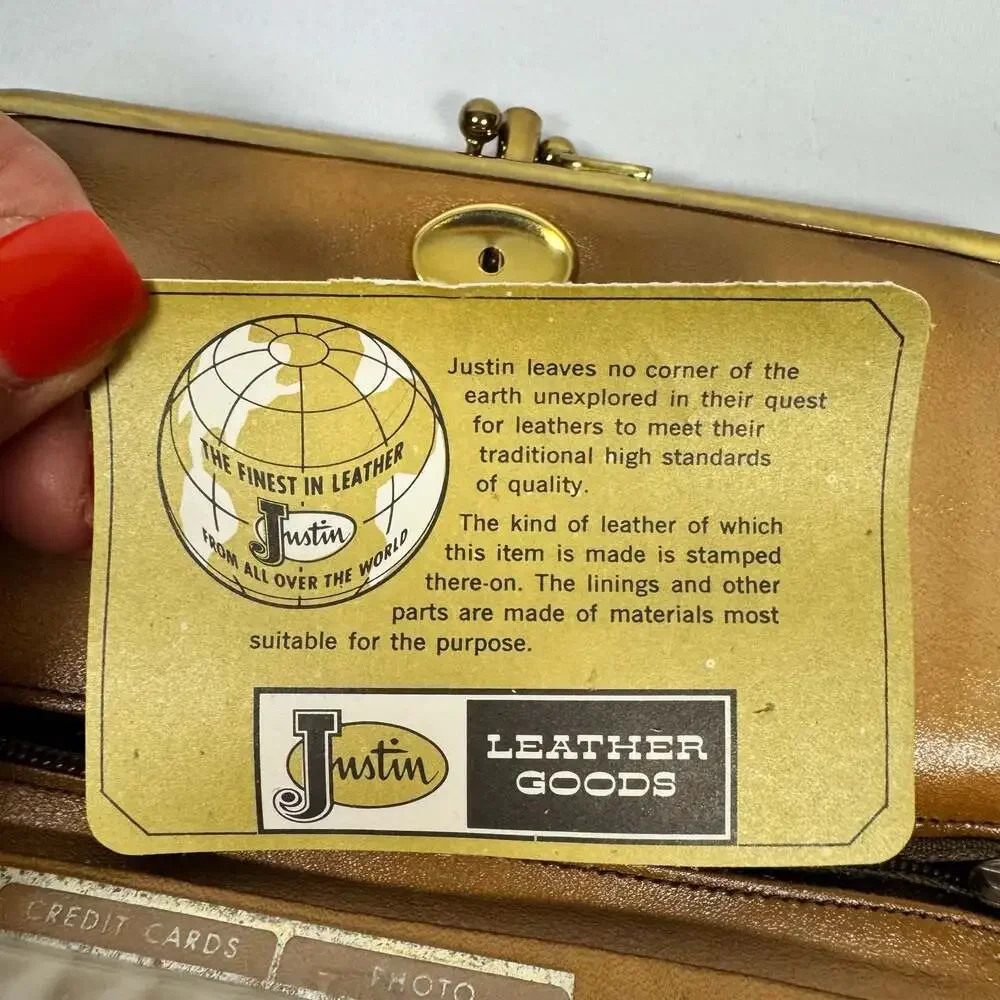 THE FINEST IN LEATHER
Justin
FROM ALL OVER THE WORLD
Justin leaves no corner of the
earth unexplored in their quest
for leathers to meet their
traditional high standards
of quality.
The kind of leather of which
this item is made is stamped
there-on. The linings and other
parts are made of materials most
suitable for the purpose.
Justin
LEATHER
GOODS
CREDIT CARDS
PHOTO